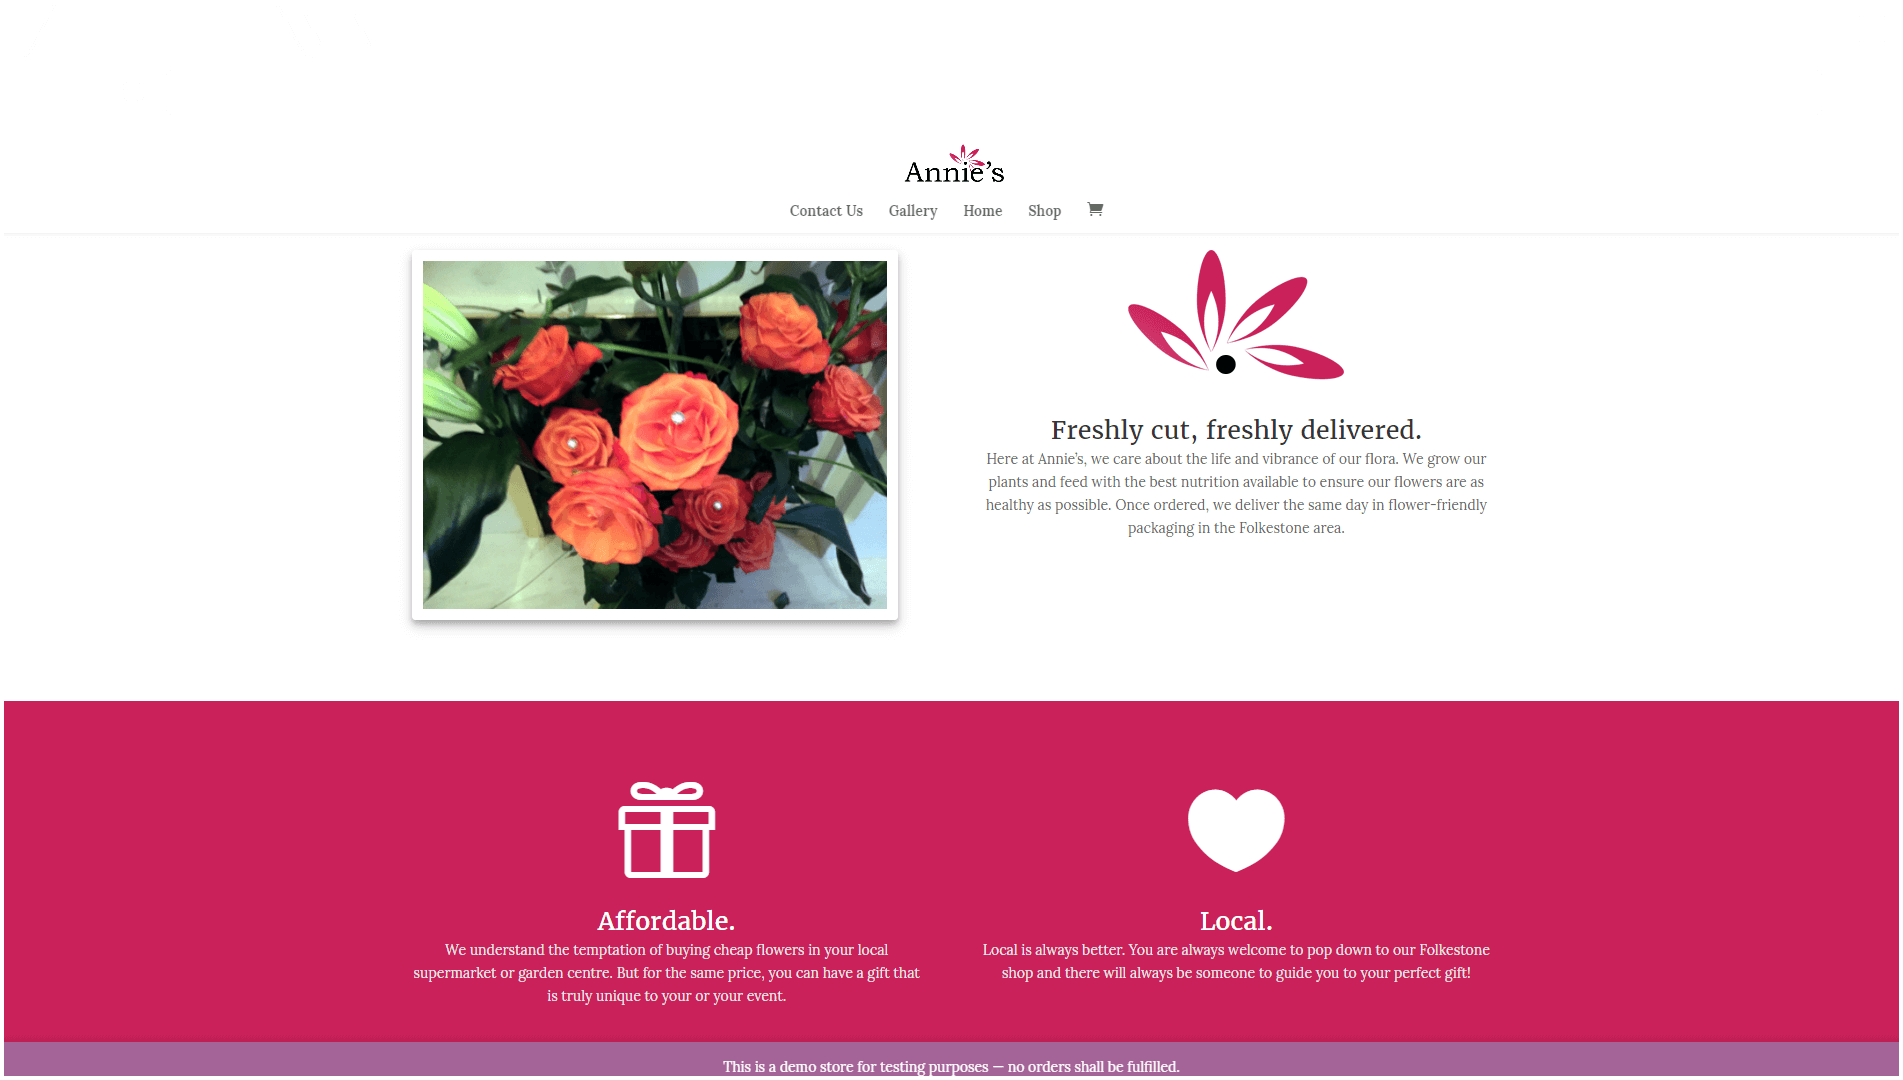 Annie's
Contact Us Gallery Home Shop
Freshly cut, freshly delivered.
Here at Annie's, we care about the life and vibrance of our flora. We grow our
plants and feed with the best nutrition available to ensure our flowers are as
healthy as possible. Once ordered, we deliver the same day in flower-friendly
packaging in the Folkestone area.
Affordable.
We understand the temptation of buying cheap flowers in your local
supermarket or garden centre. But for the same price, you can have a gift that
is truly unique to your or your event.
Local.
Local is always better. You are always welcome to pop down to our Folkestone
shop and there will always be someone to guide you to your perfect gift!
This is a demo store for testing purposes — no orders shall be fulfilled.